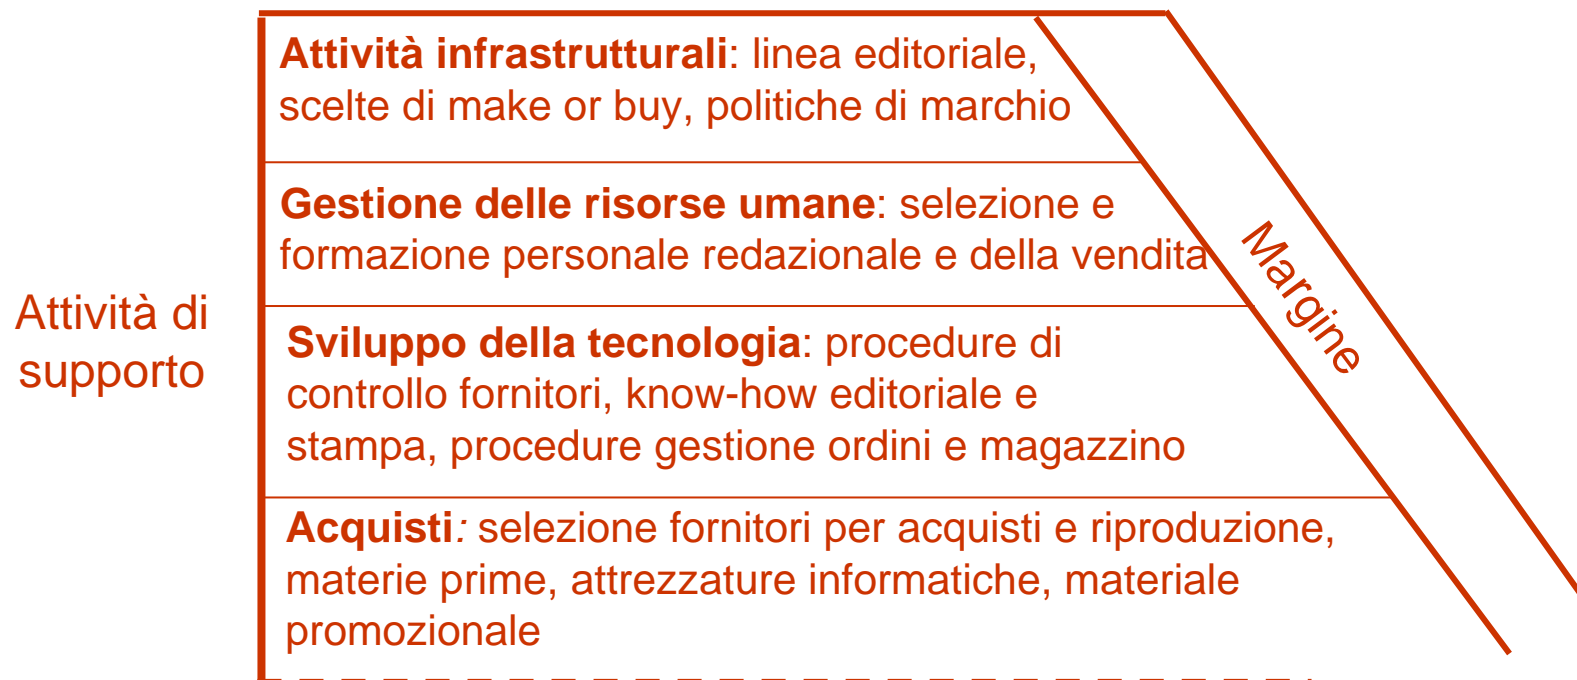 Attività infrastrutturali: linea editoriale,
scelte di make or buy, politiche di marchio
Gestione delle risorse umane: selezione e
formazione personale redazionale e della vendita
Attività di
supporto
Sviluppo della tecnologia: procedure di
controllo fornitori, know-how editoriale e
stampa, procedure gestione ordini e magazzino
Acquisti: selezione fornitori per acquisti e riproduzione,
materie prime, attrezzature informatiche, materiale
promozionale
Margine